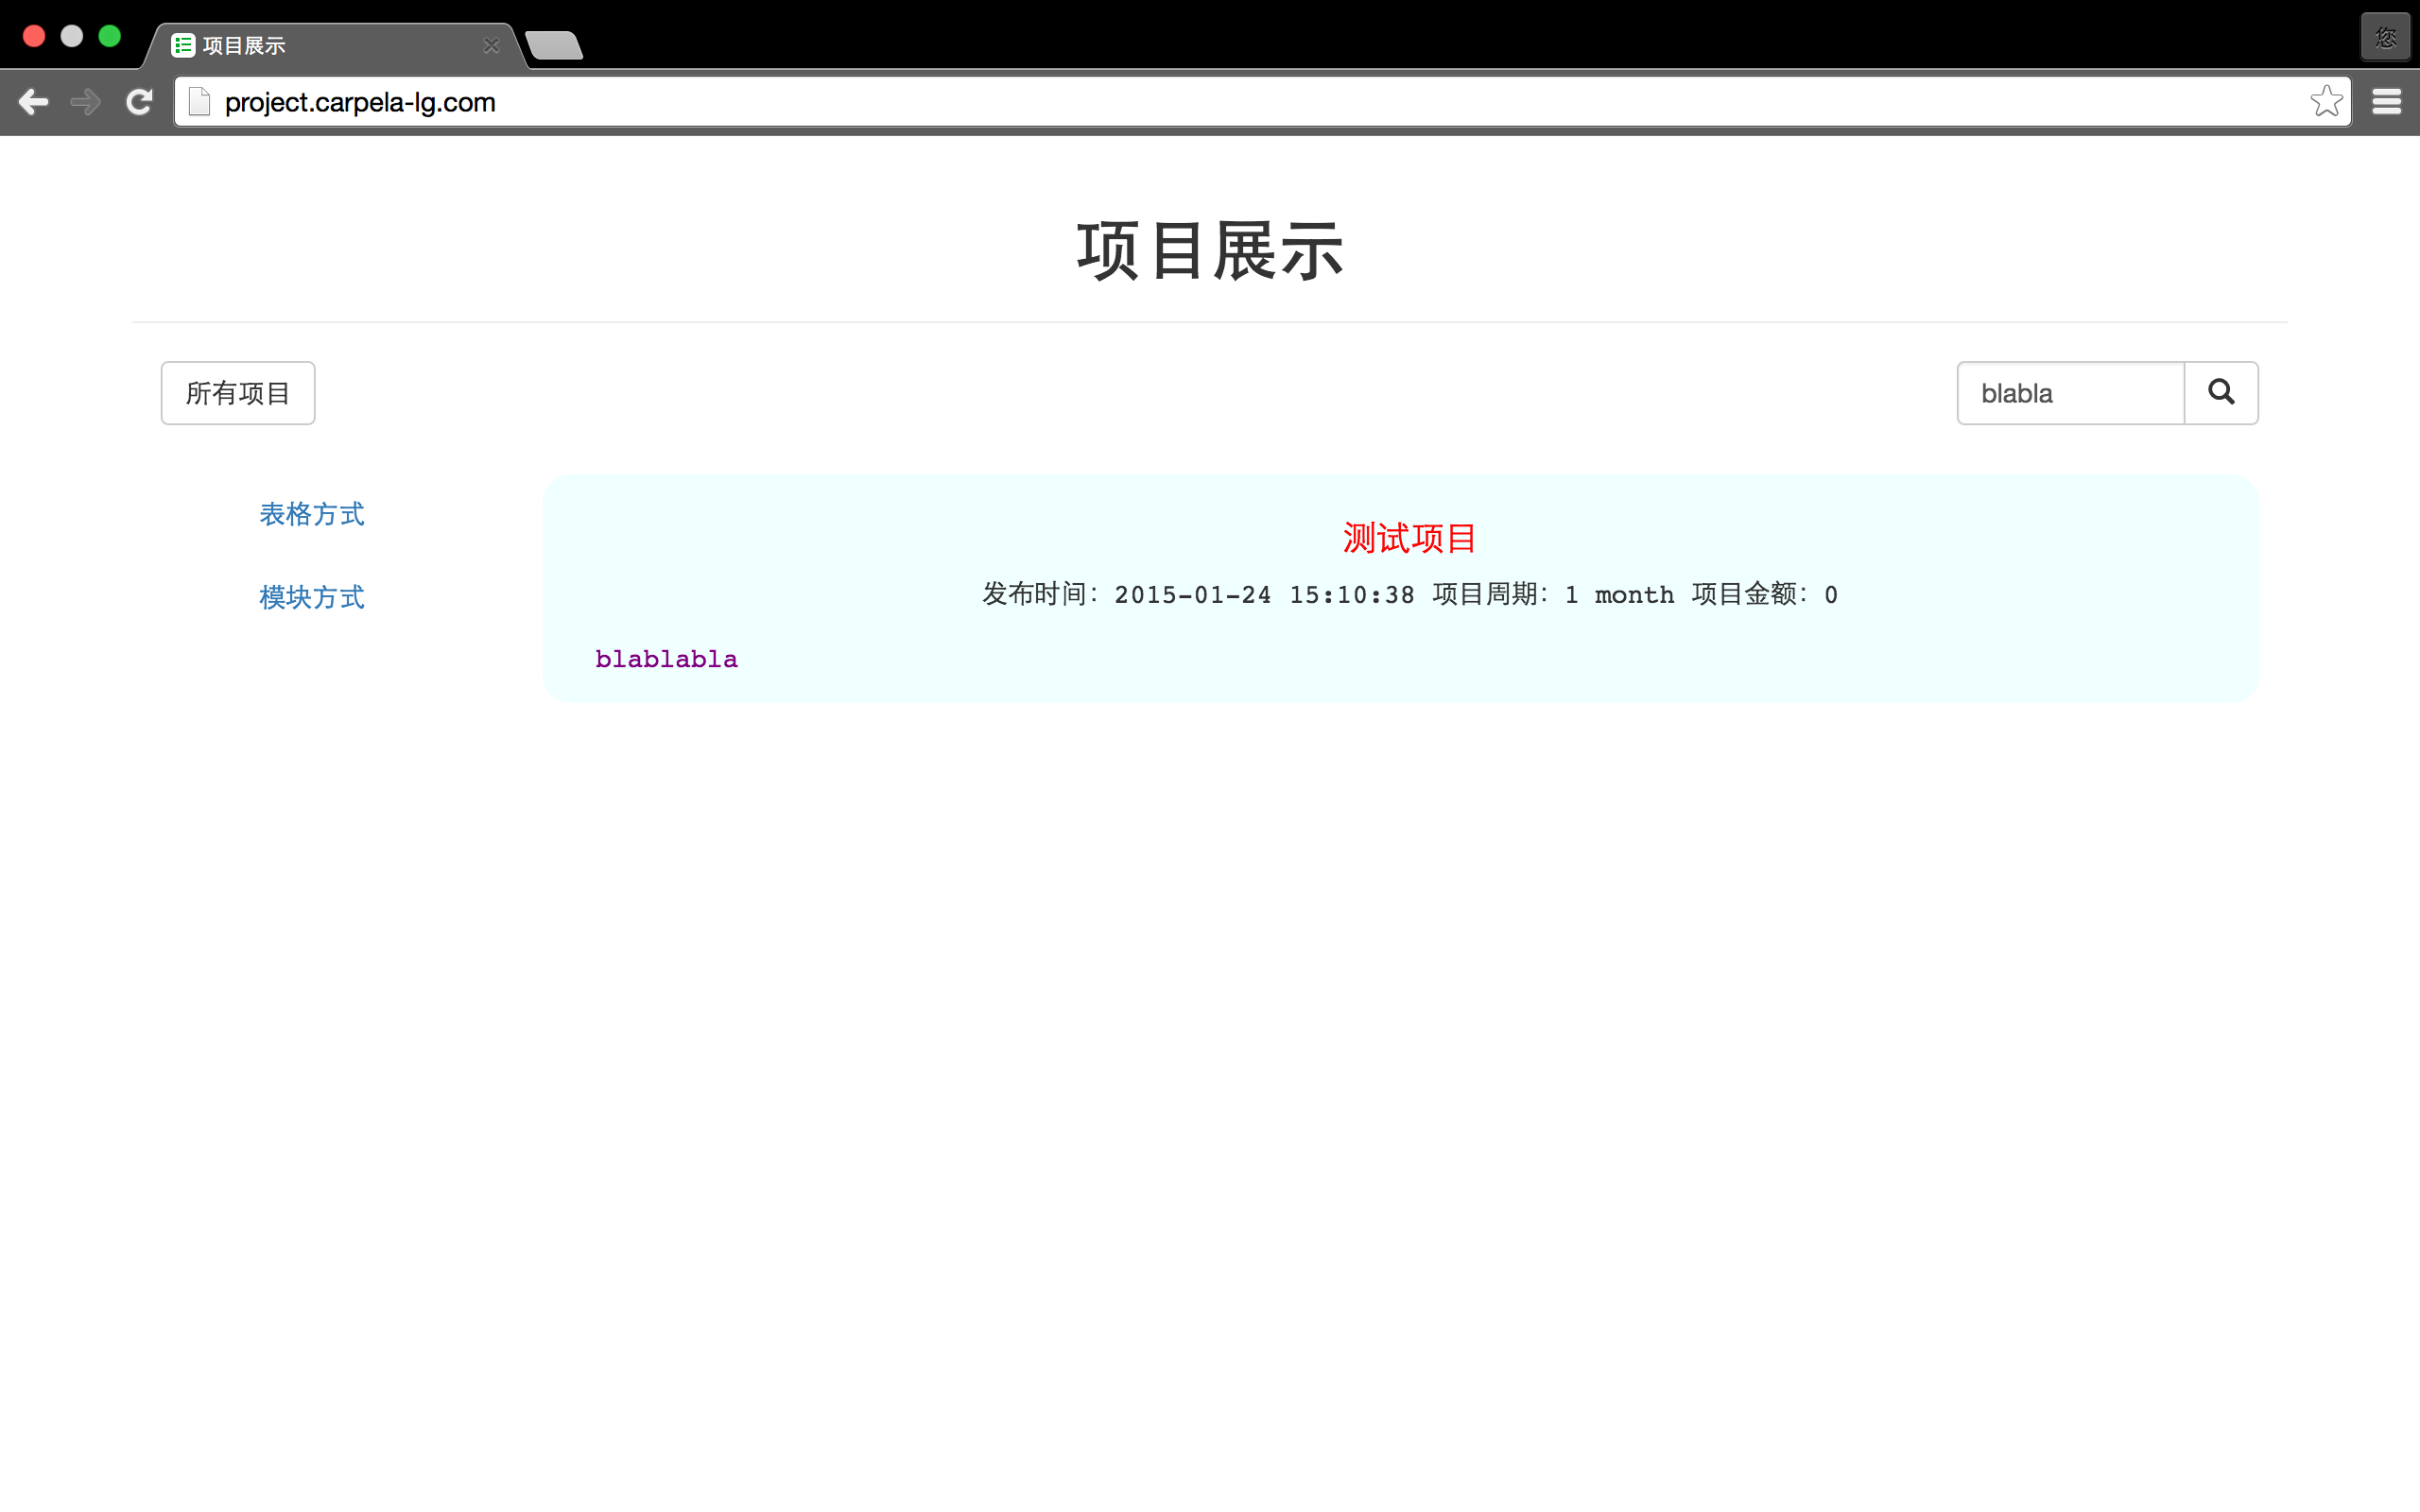 项目展示
您
project.carpela-lg.com
项目展示
所有项目
blabla
表格方式
模块方式
测试项目
发布时间：2015-01-24 15:10:38 项目周期：1 month 项目金额：0
blablabla